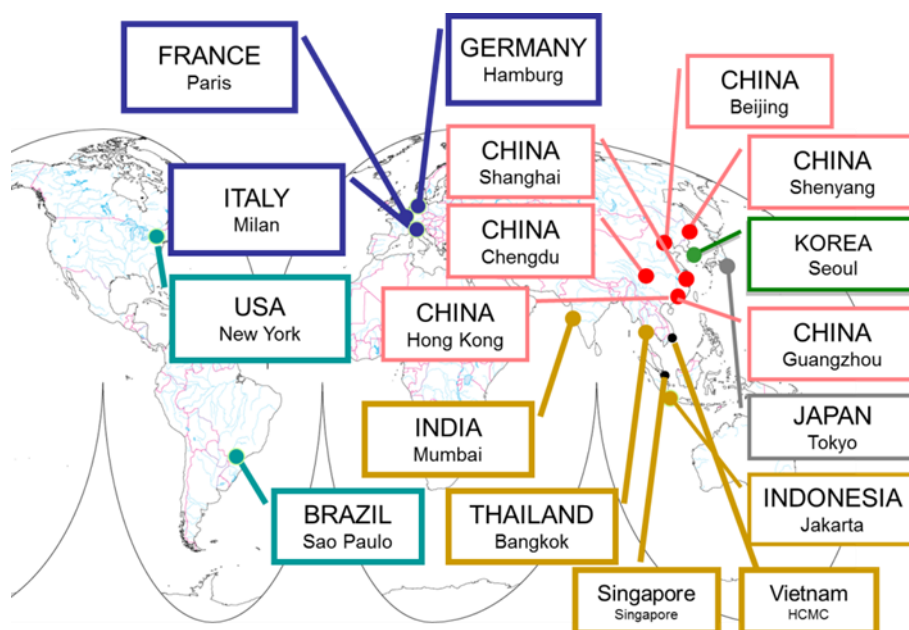 FRANCE
Paris
GERMANY
Hamburg
CHINA
Beijing
CHINA
Shanghai
CHINA
Shenyang
ITALY
Milan
CHINA
Chengdu
KOREA
Seoul
USA
New York
CHINA
Hong Kong
CHINA
Guangzhou
INDIA
Mumbai
JAPAN
Tokyo
BRAZIL
Sao Paulo
THAILAND
Bangkok
INDONESIA
Jakarta
Singapore
Singapore
Vietnam
HCMC